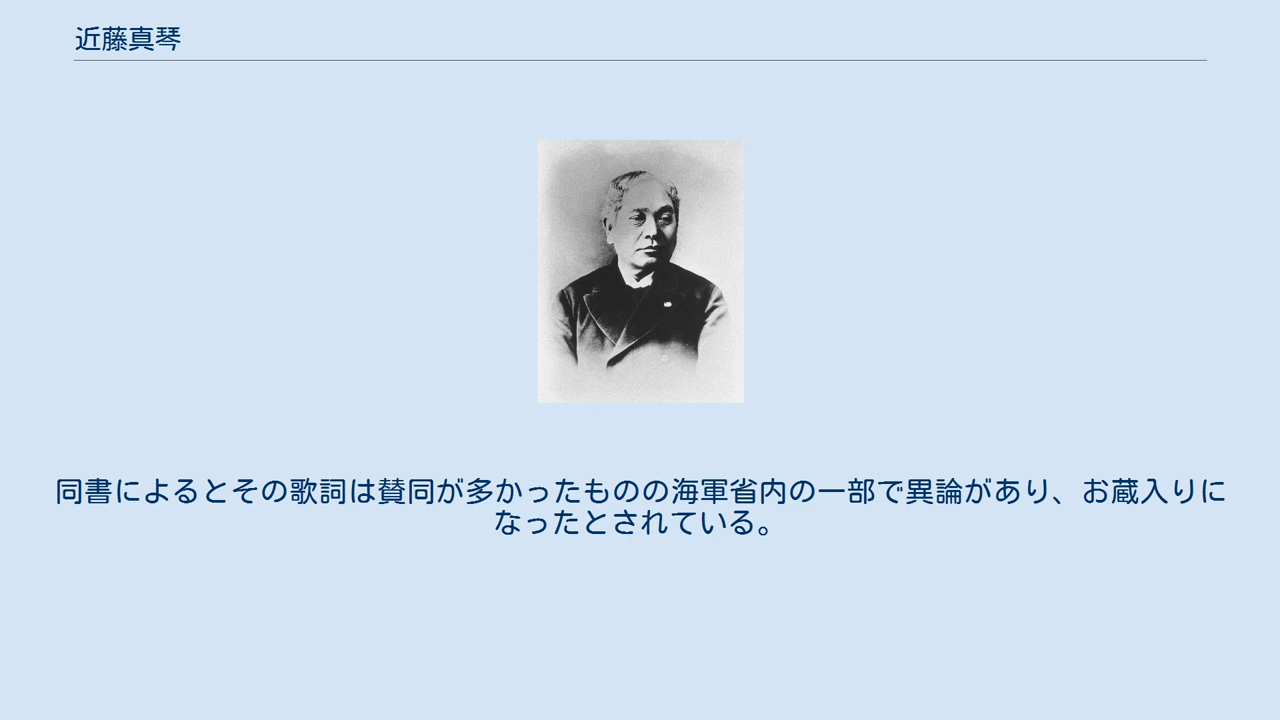 近藤真琴
同書によるとその歌詞は賛同が多かったものの海軍省内の一部で異論があり、お蔵入りに
なったとされている。